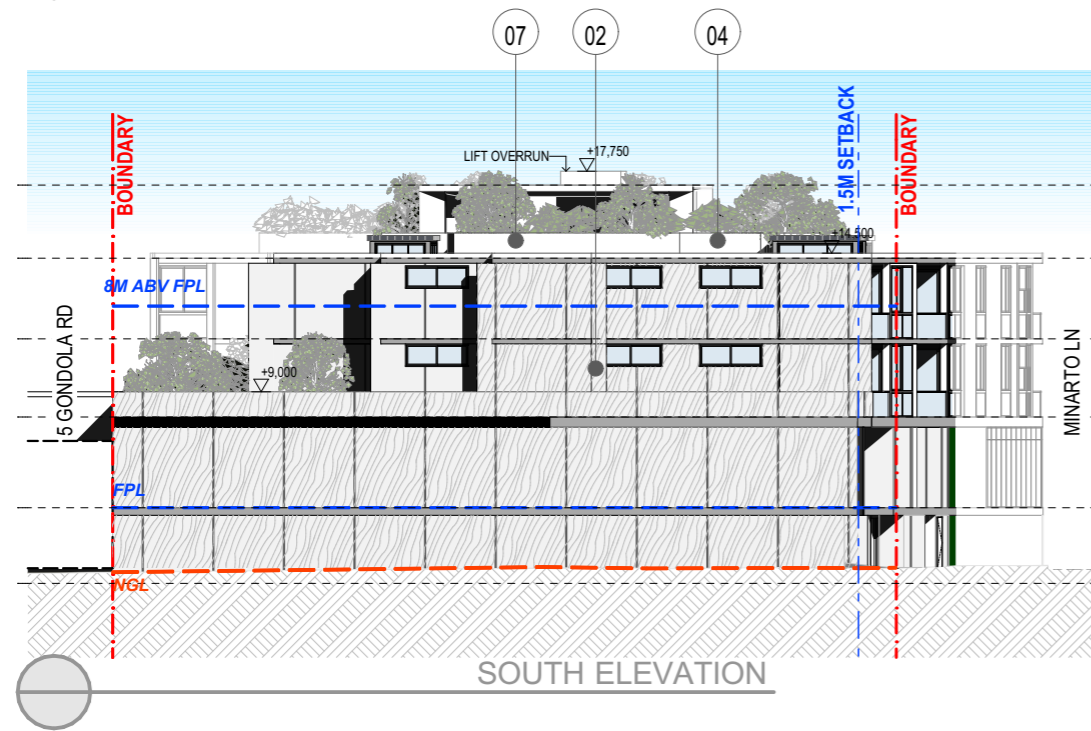 07
02
04
BOUNDARY
1.5M SETBACK
BOUNDARY
LIFT OVERRUN
+17,750
+14,500
8M ABV FPL
5 GONDOLA RD
+9,000
MINARTO LN
FPL
NGL
SOUTH ELEVATION